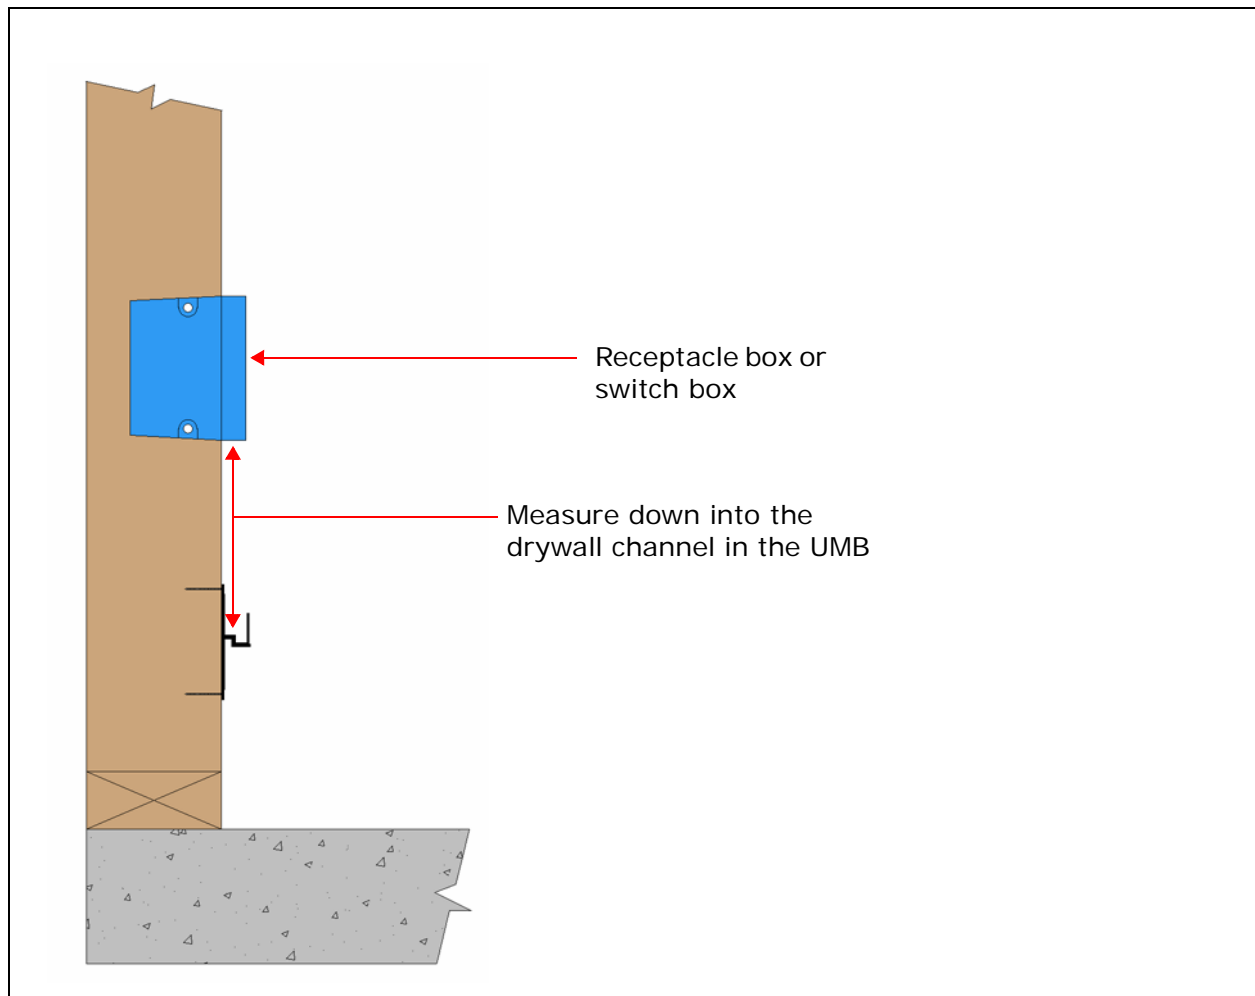 Receptacle box or
switch box
Measure down into the
drywall channel in the UMB